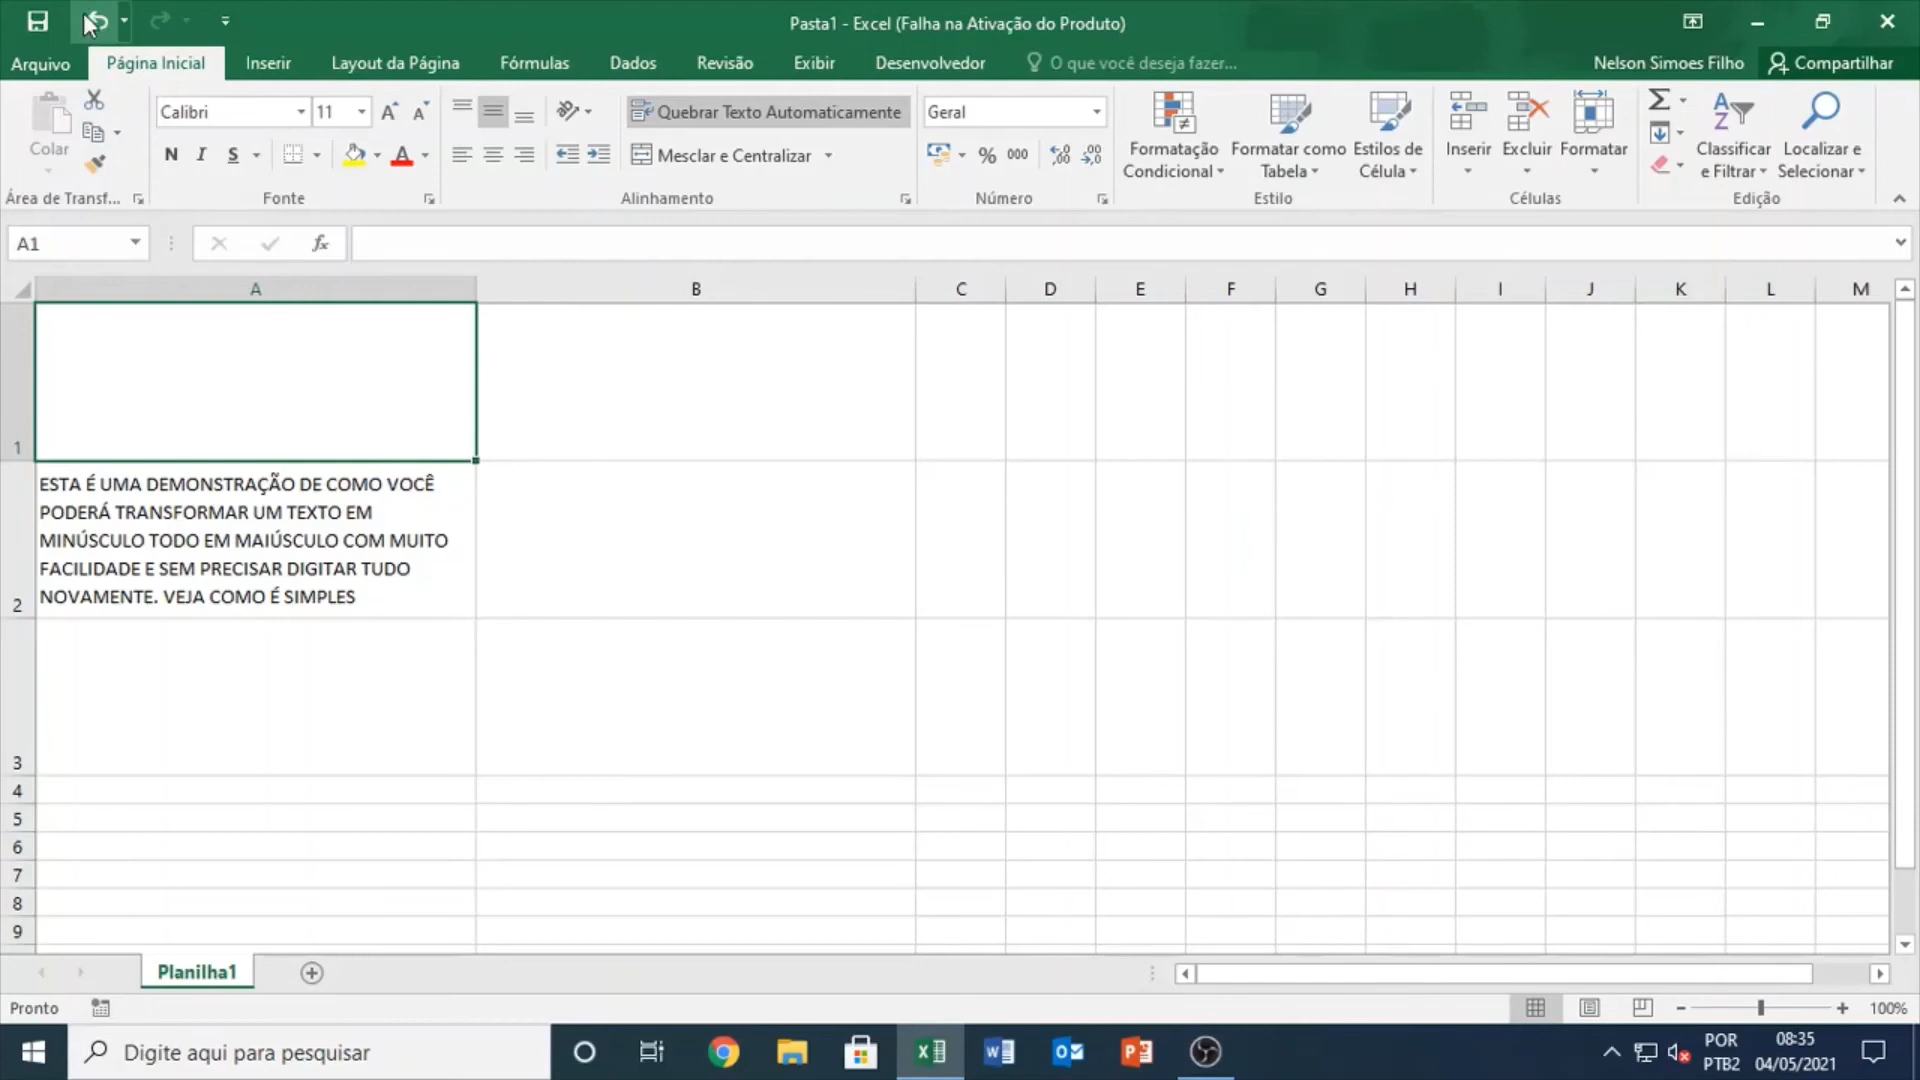 Pasta1 - Excel (Falha na Ativação do Produto)
Arquivo Página Inicial Inserir Layout da Página Fórmulas Dados Revisão Exibir Desenvolvedor O que você deseja fazer... Nelson Simoes Filho Compartilhar
Colar
Calibri 11
N I S
Quebrar Texto Automaticamente
Mesclar e Centralizar
Geral
% 000
Formatação Condicional
Formatar como Tabela
Estilos de Célula
Inserir Excluir Formatar
Classificar e Filtrar
Localizar e Selecionar
Área de Transf... Fonte Alinhamento Número Estilo Células Edição
A1 fx
A B C D E F G H I J K L M
1
2
ESTA É UMA DEMONSTRAÇÃO DE COMO VOCÊ
PODERÁ TRANSFORMAR UM TEXTO EM
MINÚSCULO TODO EM MAIÚSCULO COM MUITO
FACILIDADE E SEM PRECISAR DIGITAR TUDO
NOVAMENTE. VEJA COMO É SIMPLES
3
4
5
6
7
8
9
Planilha1
Pronto 100%
Digite aqui para pesquisar
POR 08:35
PTB2 04/05/2021